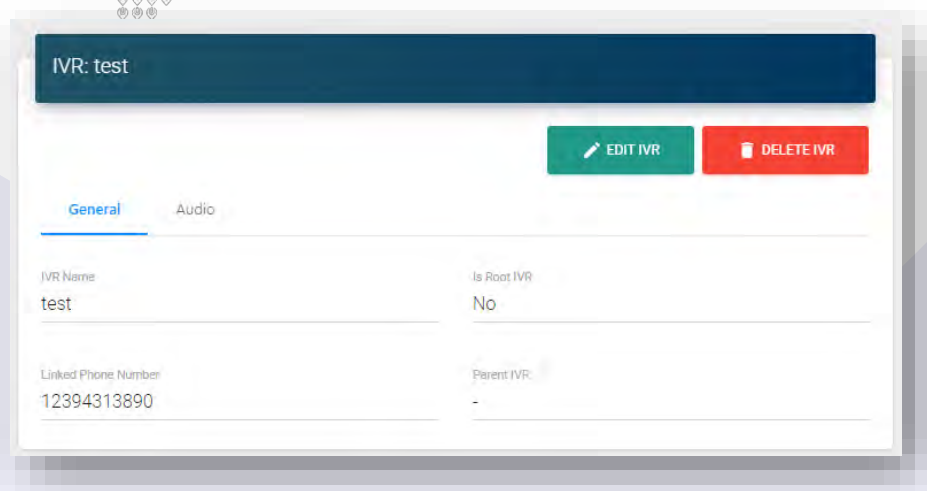 IVR: test
EDIT IVR
DELETE IVR
General
Audio
IVR Name
Is Root IVR
test
No
Linked Phone Number
Parent IVR:
12394313890
-